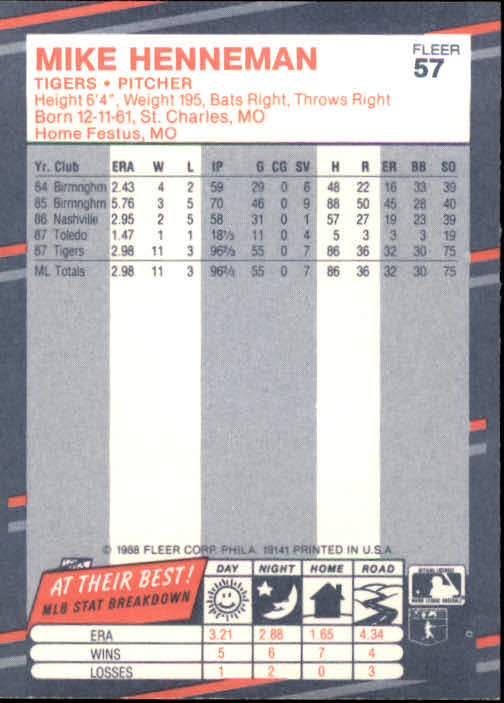 MIKE HENNEMAN
FLEER
57
TIGERS • PITCHER
Height 6'4", Weight 195, Bats Right, Throws Right
Born 12-11-61, St. Charles, MO
Home Festus, MO
Yr. Club ERA W L IP G CG SV H R ER BB SO
84 Birmnghm 2.43 4 2 59 29 0 6 48 22 16 33 39
85 Birmnghm 5.76 3 5 70 46 0 9 88 50 45 28 40
86 Nashville 2.95 2 5 58 31 0 1 57 27 19 23 39
87 Toledo 1.47 1 1 18⅓ 11 0 4 5 3 3 3 19
87 Tigers 2.98 11 3 96⅔ 55 0 7 86 36 32 30 75
ML Totals 2.98 11 3 96⅔ 55 0 7 86 36 32 30 75
© 1988 FLEER CORP. PHILA. 19141 PRINTED IN U.S.A.
AT THEIR BEST!
MLB STAT BREAKDOWN
DAY NIGHT HOME ROAD
ERA 3.21 2.88 1.65 4.34
WINS 5 6 7 4
LOSSES 1 2 0 3
OFFICIAL LICENSEE
MAJOR LEAGUE BASEBALL